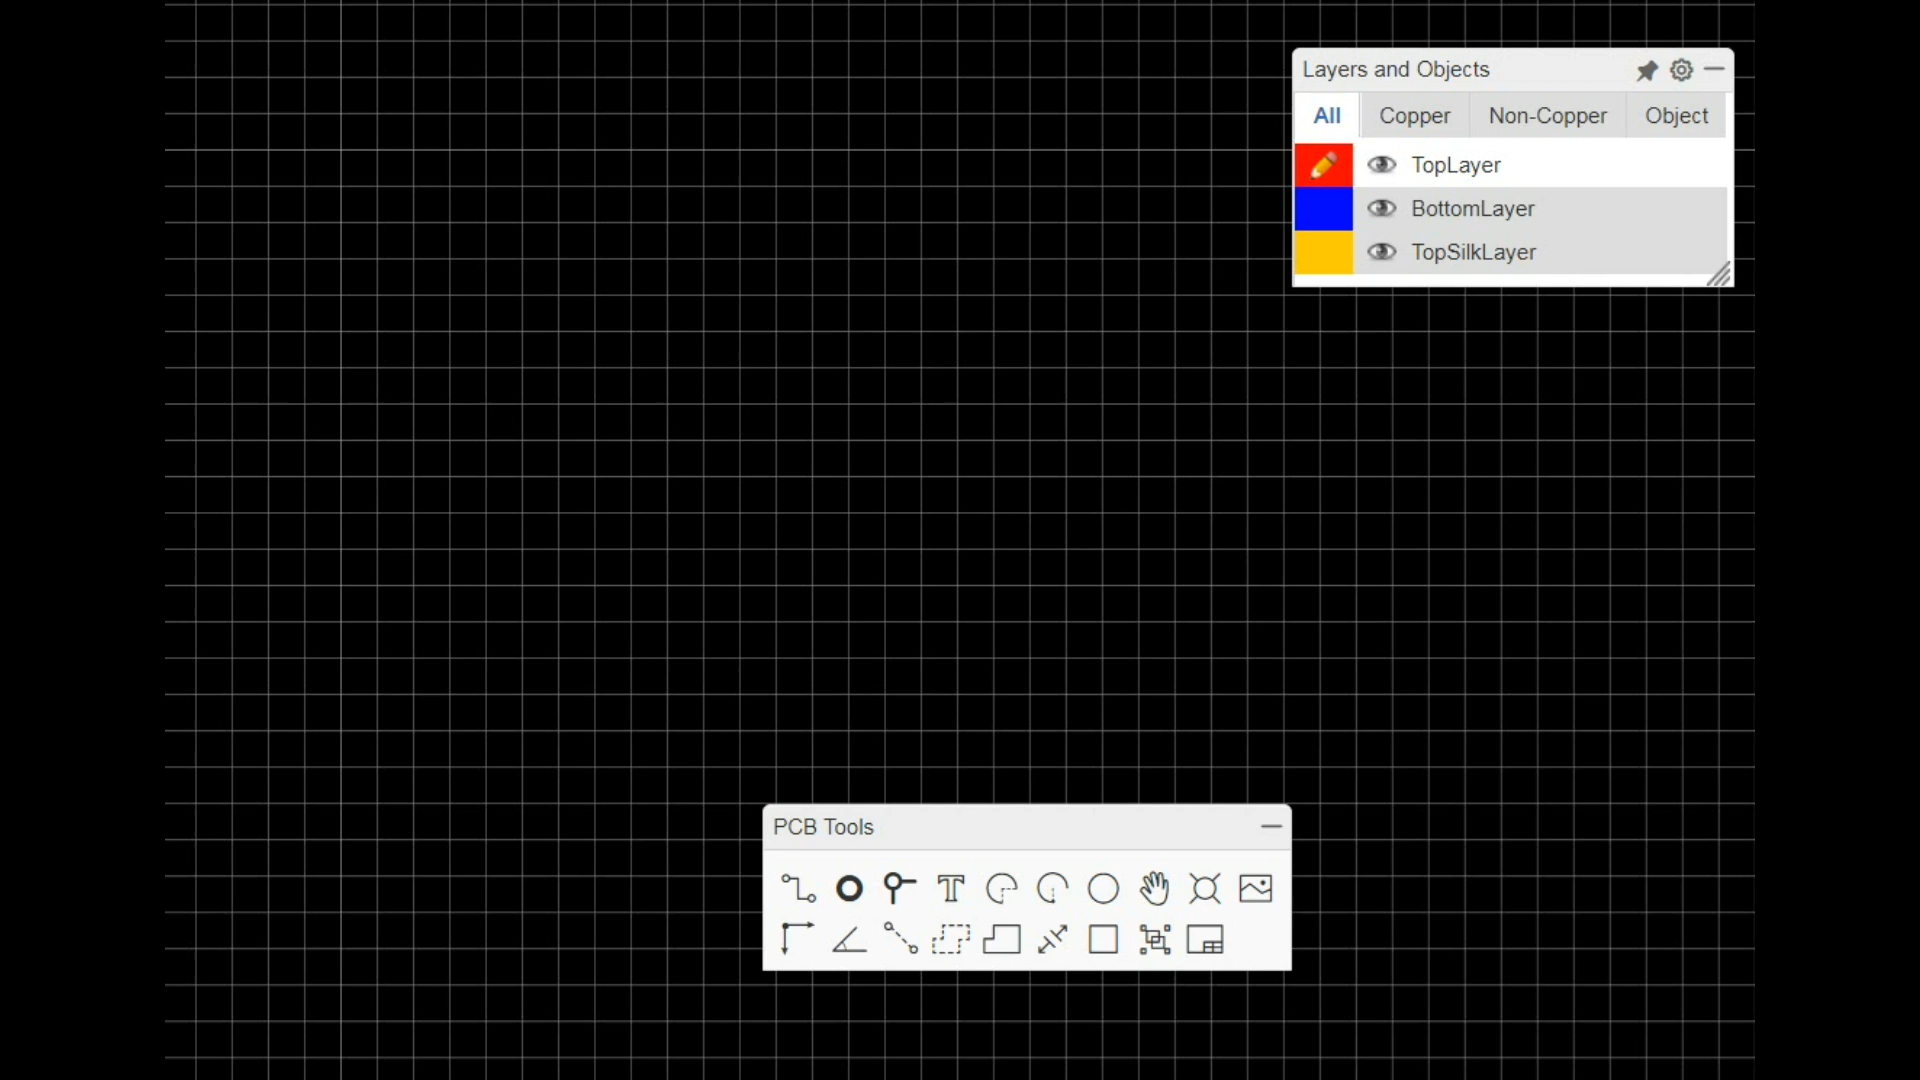 Layers and Objects
All Copper Non-Copper Object
TopLayer
BottomLayer
TopSilkLayer
PCB Tools